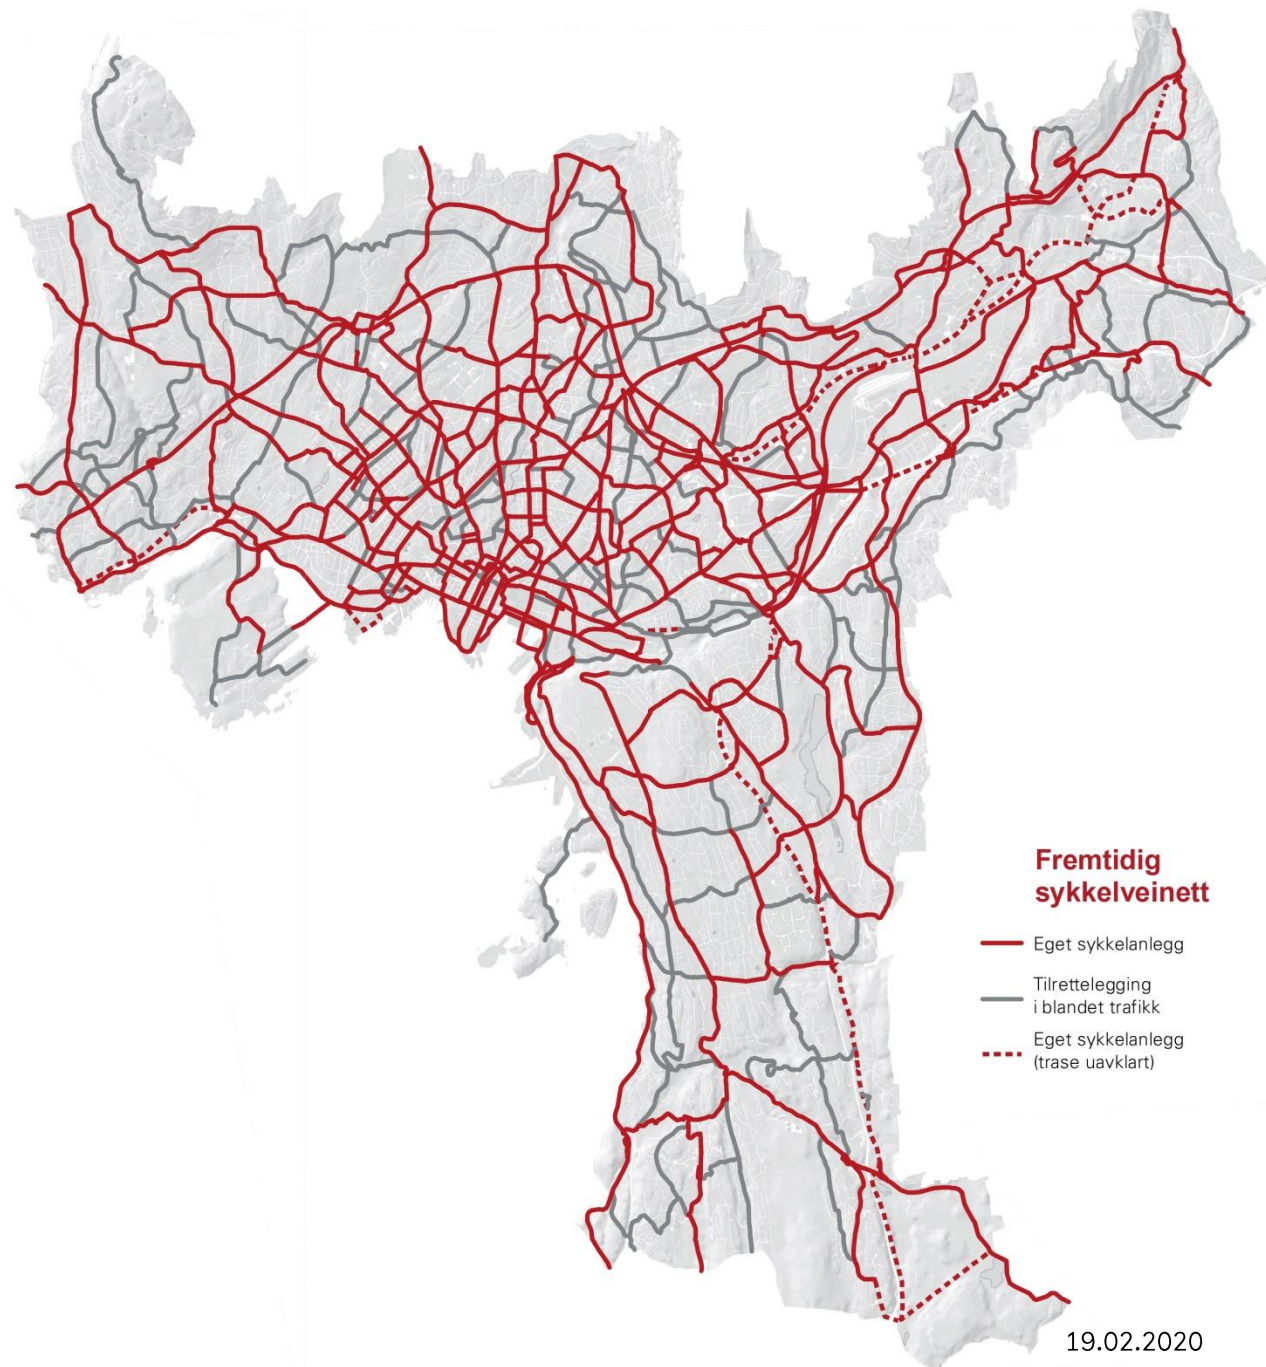 Fremtidig
sykkelveinett
Eget sykkelanlegg
Tilrettelegging
i blandet trafikk
Eget sykkelanlegg
(trase uavklart)
19.02.2020